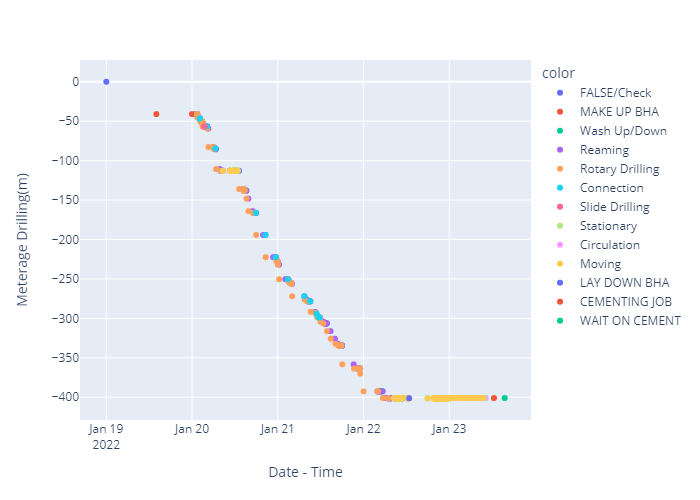 color
FALSE/Check
MAKE UP BHA
Wash Up/Down
Reaming
Rotary Drilling
Connection
Slide Drilling
Stationary
Circulation
Moving
LAY DOWN BHA
CEMENTING JOB
WAIT ON CEMENT
Meterage Drilling(m)
0
−50
−100
−150
−200
−250
−300
−350
−400
Jan 19
2022
Jan 20
Jan 21
Jan 22
Jan 23
Date - Time